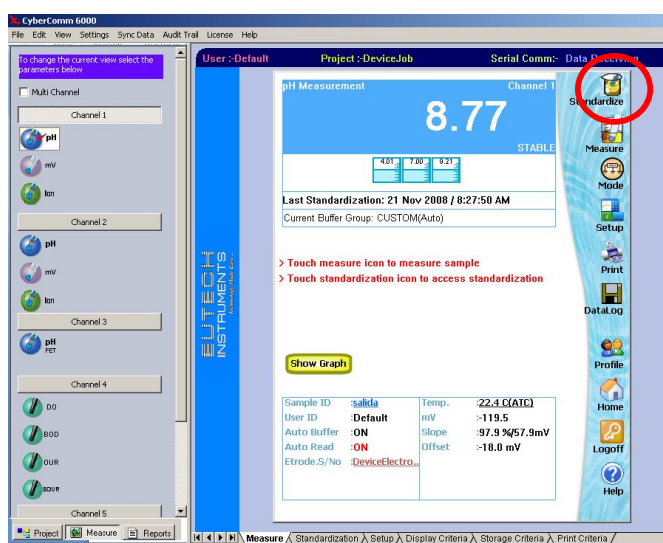 CyberComm 6000
File Edit View Settings Sync Data Audit Trail License Help
To change the current view select the
parameters below
Multi Channel
Channel 1
pH
mV
Ion
Channel 2
pH
mV
Ion
Channel 3
pH
FET
Channel 4
DO
BOD
OUR
SOUR
Channel 5
Project Measure Reports
User :-Default Project :-DeviceJob Serial Comm:- Data Receiving
EUTECH
INSTRUMENTS
pH Measurement Channel 1
8.77
STABLE
4.01 7.00 9.21
Last Standardization: 21 Nov 2008 / 8:27:50 AM
Current Buffer Group: CUSTOM(Auto)
> Touch measure icon to measure sample
> Touch standardization icon to access standardization
Show Graph
Sample ID :salida Temp. :22.4 C(ATC)
User ID :Default mV :-119.5
Auto Buffer :ON Slope :97.9 %/57.9mV
Auto Read :ON Offset :-18.0 mV
Etrode.S/No :DeviceElectro..
Standardize
Measure
Mode
Setup
Print
DataLog
Profile
Home
Logoff
Help
Measure Standardization Setup Display Criteria Storage Criteria Print Criteria